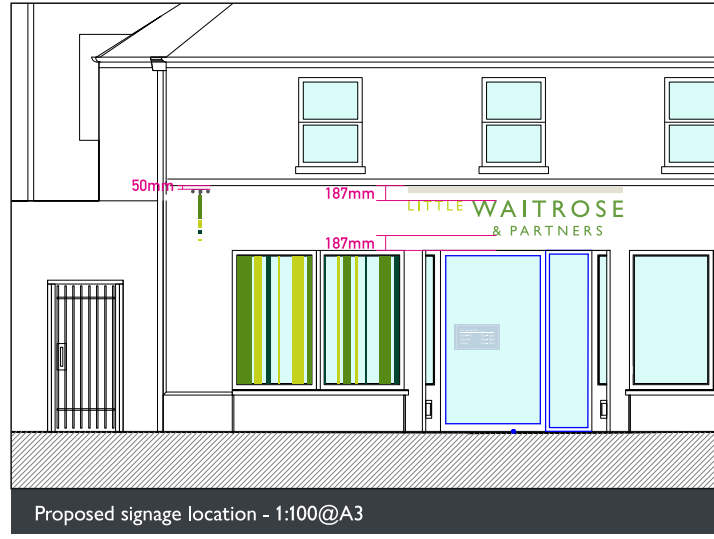 50mm
187mm
LITTLE WAITROSE
& PARTNERS
187mm
Proposed signage location - 1:100@A3